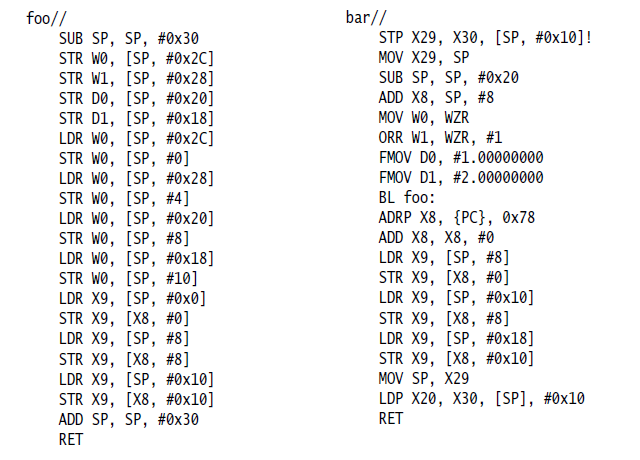 foo//
SUB SP, SP, #0x30
STR W0, [SP, #0x2C]
STR W1, [SP, #0x28]
STR D0, [SP, #0x20]
STR D1, [SP, #0x18]
LDR W0, [SP, #0x2C]
STR W0, [SP, #0]
LDR W0, [SP, #0x28]
STR W0, [SP, #4]
LDR W0, [SP, #0x20]
STR W0, [SP, #8]
LDR W0, [SP, #0x18]
STR W0, [SP, #10]
LDR X9, [SP, #0x0]
STR X9, [X8, #0]
LDR X9, [SP, #8]
STR X9, [X8, #8]
LDR X9, [SP, #0x10]
STR X9, [X8, #0x10]
ADD SP, SP, #0x30
RET
bar//
STP X29, X30, [SP, #0x10]!
MOV X29, SP
SUB SP, SP, #0x20
ADD X8, SP, #8
MOV W0, WZR
ORR W1, WZR, #1
FMOV D0, #1.00000000
FMOV D1, #2.00000000
BL foo:
ADRP X8, {PC}, 0x78
ADD X8, X8, #0
LDR X9, [SP, #8]
STR X9, [X8, #0]
LDR X9, [SP, #0x10]
STR X9, [X8, #8]
LDR X9, [SP, #0x18]
STR X9, [X8, #0x10]
MOV SP, X29
LDP X20, X30, [SP], #0x10
RET